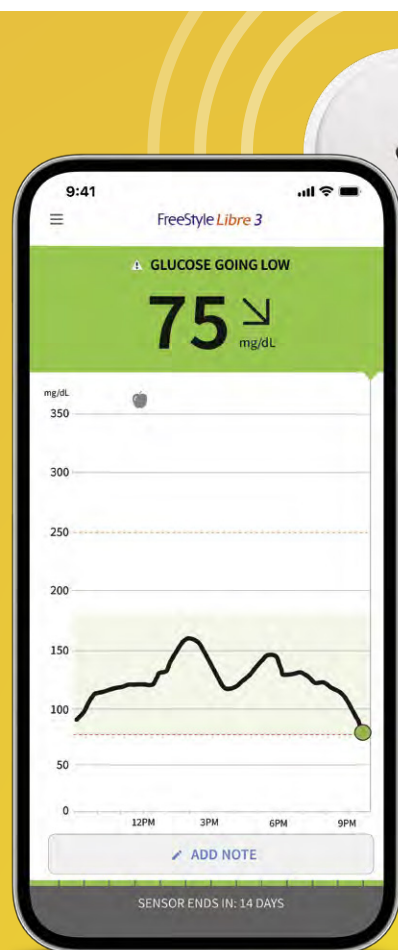 9:41
FreeStyle Libre 3
GLUCOSE GOING LOW
75
mg/dL
mg/dL
350
300
250
200
150
100
50
0
12PM 3PM 6PM 9PM
ADD NOTE
SENSOR ENDS IN: 14 DAYS